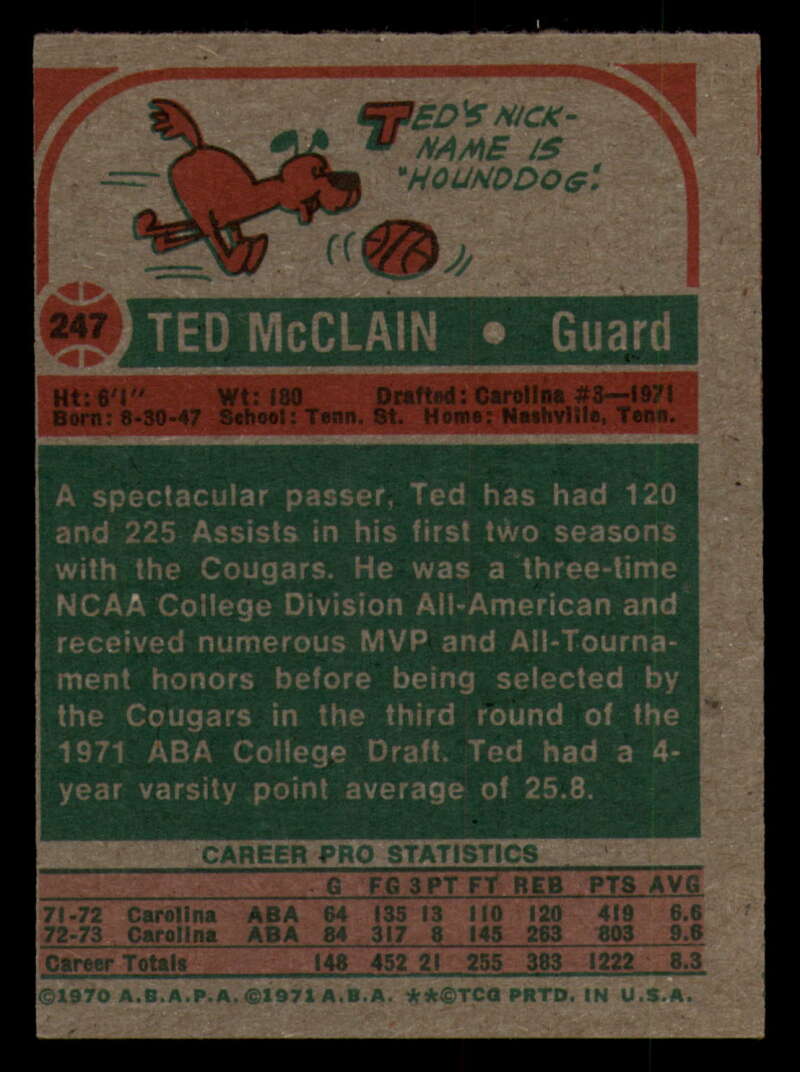 TED'S NICK-
NAME IS
"HOUNDDOG".
247 TED McCLAIN • Guard
Ht: 6'1" Wt: 180 Drafted: Carolina #3—1971
Born: 8-30-47 School: Tenn. St. Home: Nashville, Tenn.
A spectacular passer, Ted has had 120
and 225 Assists in his first two seasons
with the Cougars. He was a three-time
NCAA College Division All-American and
received numerous MVP and All-Tourna-
ment honors before being selected by
the Cougars in the third round of the
1971 ABA College Draft. Ted had a 4-
year varsity point average of 25.8.
CAREER PRO STATISTICS
G FG 3 PT FT REB PTS AVG
71-72 Carolina ABA 64 135 13 110 120 419 6.6
72-73 Carolina ABA 84 317 8 145 263 803 9.6
Career Totals 148 452 21 255 383 1222 8.3
©1970 A.B.A.P.A. ©1971 A.B.A. **©TCG PRTD. IN U.S.A.